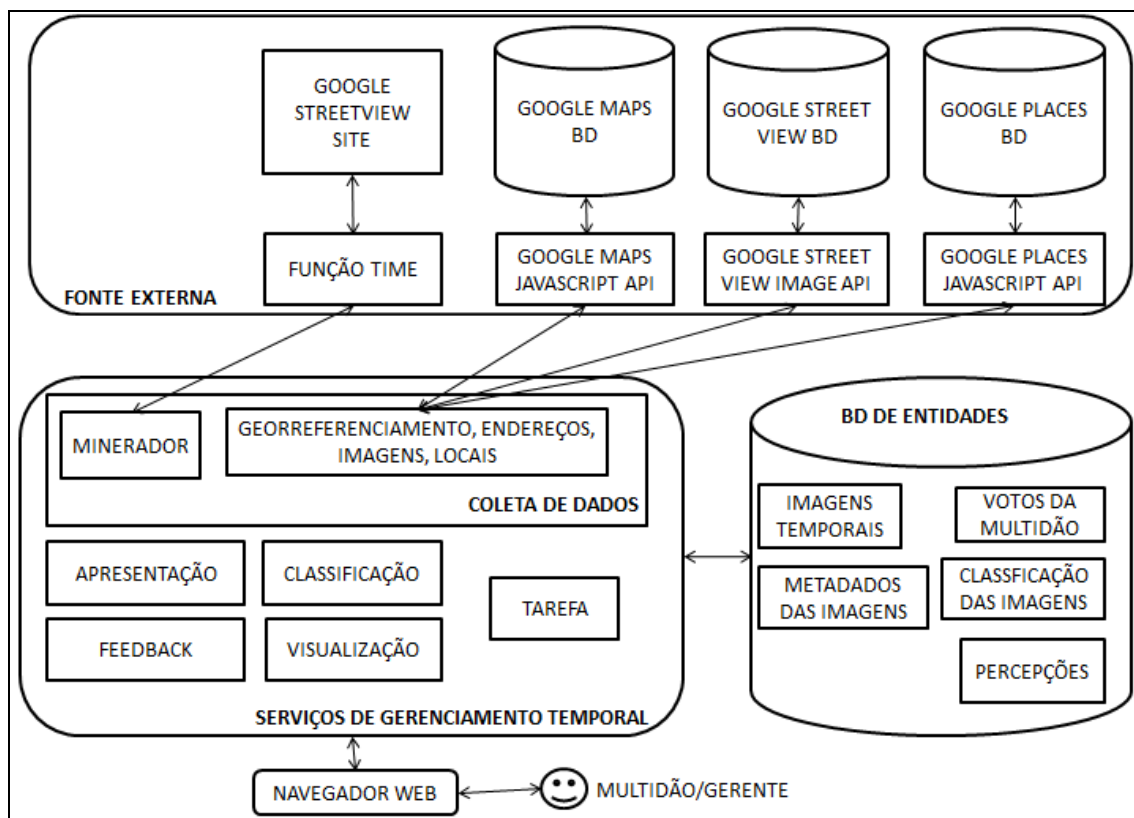 GOOGLE
STREETVIEW
SITE
GOOGLE MAPS
BD
GOOGLE STREET
VIEW BD
GOOGLE PLACES
BD
FUNÇÃO TIME
GOOGLE MAPS
JAVASCRIPT API
GOOGLE STREET
VIEW IMAGE API
GOOGLE PLACES
JAVASCRIPT API
FONTE EXTERNA
MINERADOR
GEORREFERENCIAMENTO, ENDEREÇOS,
IMAGENS, LOCAIS
COLETA DE DADOS
APRESENTAÇÃO
CLASSIFICAÇÃO
TAREFA
FEEDBACK
VISUALIZAÇÃO
SERVIÇOS DE GERENCIAMENTO TEMPORAL
BD DE ENTIDADES
IMAGENS
TEMPORAIS
VOTOS DA
MULTIDÃO
METADADOS
DAS IMAGENS
CLASSFICAÇÃO
DAS IMAGENS
PERCEPÇÕES
NAVEGADOR WEB
MULTIDÃO/GERENTE